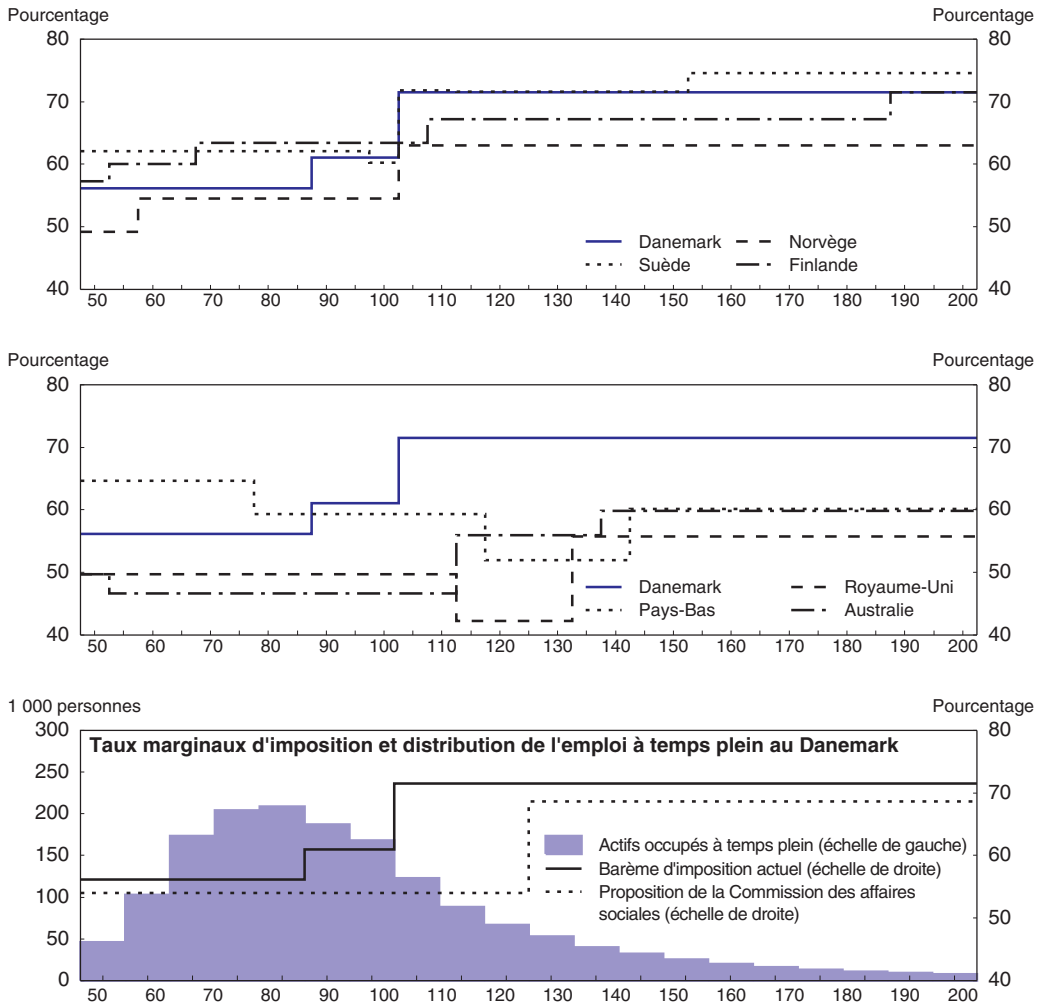 Pourcentage Pourcentage
80 80
70 70
60 60
50 50
40 40
Danemark Norvège
Suède Finlande
50 60 70 80 90 100 110 120 130 140 150 160 170 180 190 200
Pourcentage Pourcentage
80 80
70 70
60 60
50 50
40 40
Danemark Royaume-Uni
Pays-Bas Australie
50 60 70 80 90 100 110 120 130 140 150 160 170 180 190 200
1 000 personnes Pourcentage
300 80
Taux marginaux d'imposition et distribution de l'emploi à temps plein au Danemark
250
200 70
150 60
100
50 50
0 40
Actifs occupés à temps plein (échelle de gauche)
Barème d'imposition actuel (échelle de droite)
Proposition de la Commission des affaires
sociales (échelle de droite)
50 60 70 80 90 100 110 120 130 140 150 160 170 180 190 200